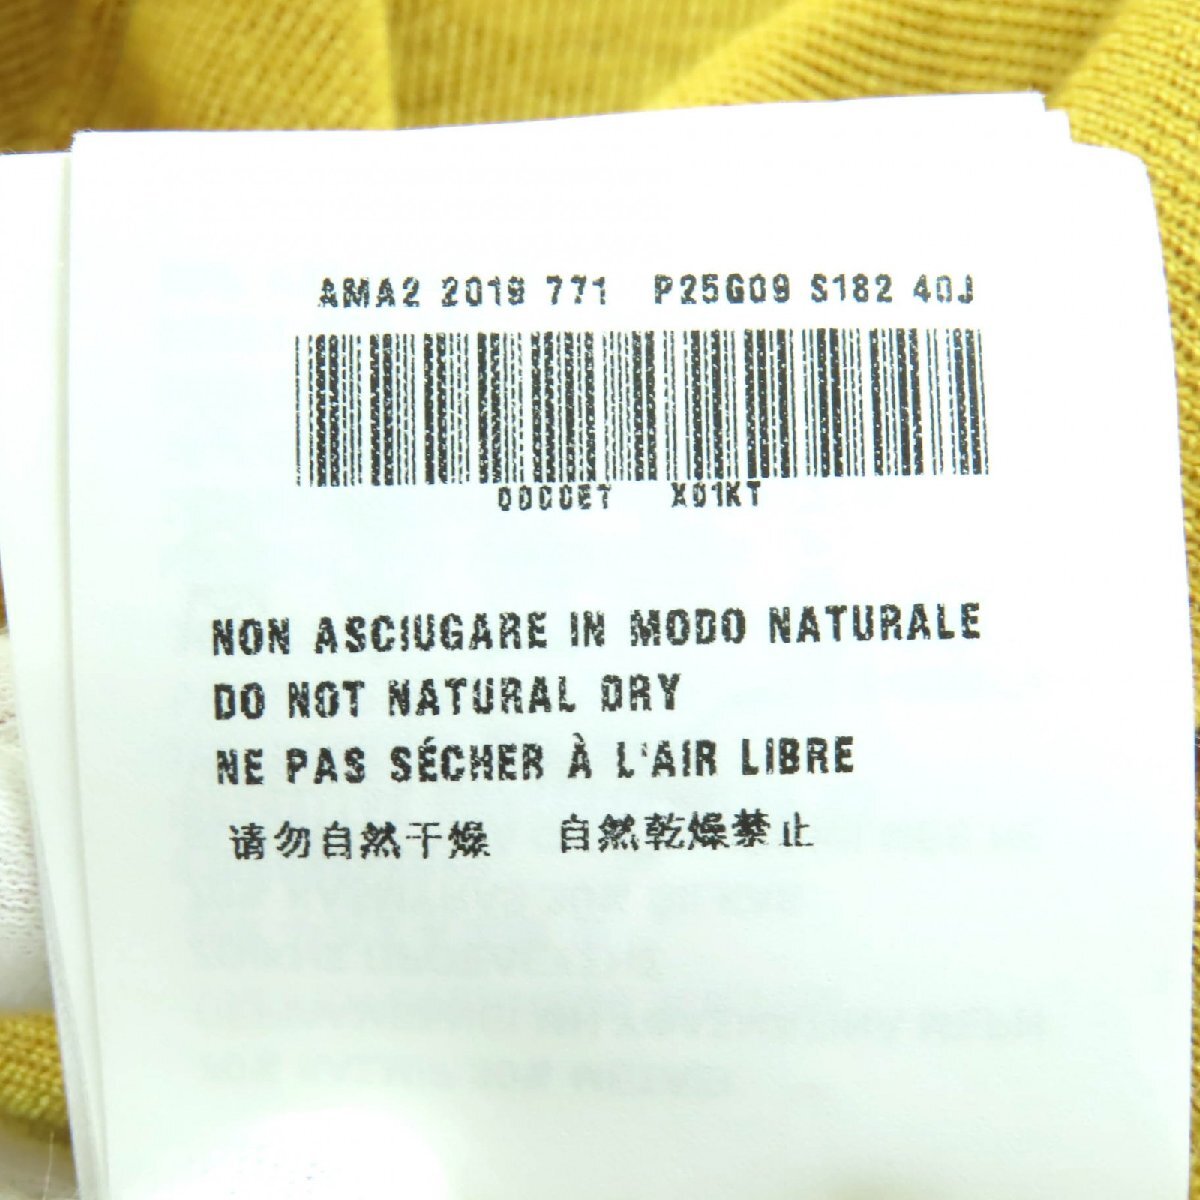 AMA2 2019 771 P25G09 S182 40J
0000E7 X01KT
NON ASCIUGARE IN MODO NATURALE
DO NOT NATURAL DRY
NE PAS SÉCHER À L'AIR LIBRE
请勿自然干燥 自然乾燥禁止